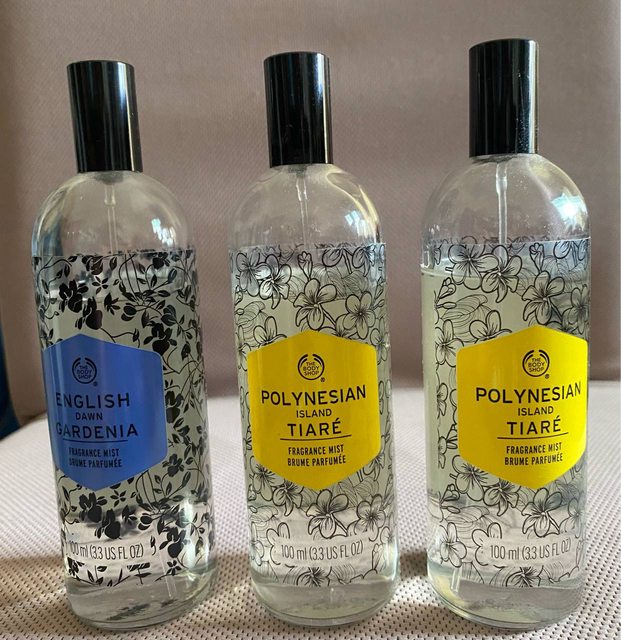 THE
BODY
SHOP
®
ENGLISH
DAWN
GARDENIA
FRAGRANCE MIST
BRUME PARFUMÉE
100 ml (3.3 US FL OZ)
THE
BODY
SHOP
®
POLYNESIAN
ISLAND
TIARÉ
FRAGRANCE MIST
BRUME PARFUMÉE
100 ml (3.3 US FL OZ)
THE
BODY
SHOP
®
POLYNESIAN
ISLAND
TIARÉ
FRAGRANCE MIST
BRUME PARFUMÉE
100 ml (3.3 US FL OZ)